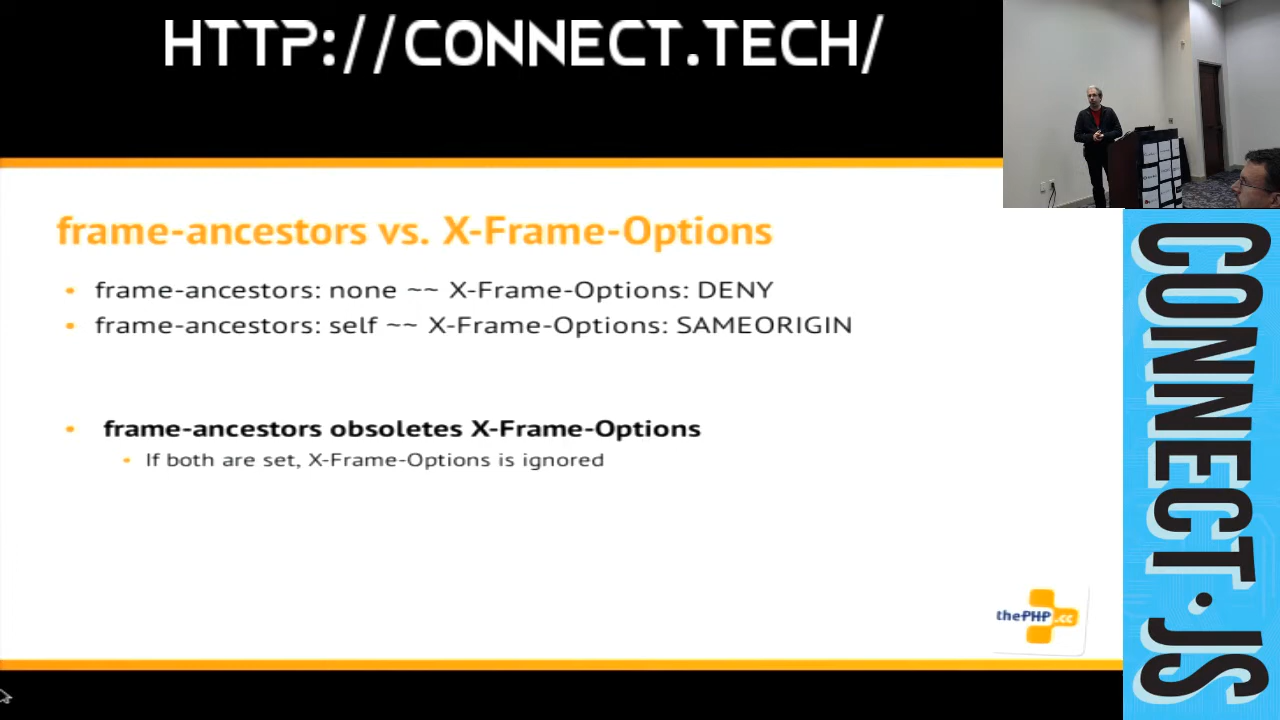 HTTP://CONNECT.TECH/
frame-ancestors vs. X-Frame-Options
• frame-ancestors: none ~~ X-Frame-Options: DENY
• frame-ancestors: self ~~ X-Frame-Options: SAMEORIGIN
• frame-ancestors obsoletes X-Frame-Options
• If both are set, X-Frame-Options is ignored
thePHP.cc
CONNECT.JS